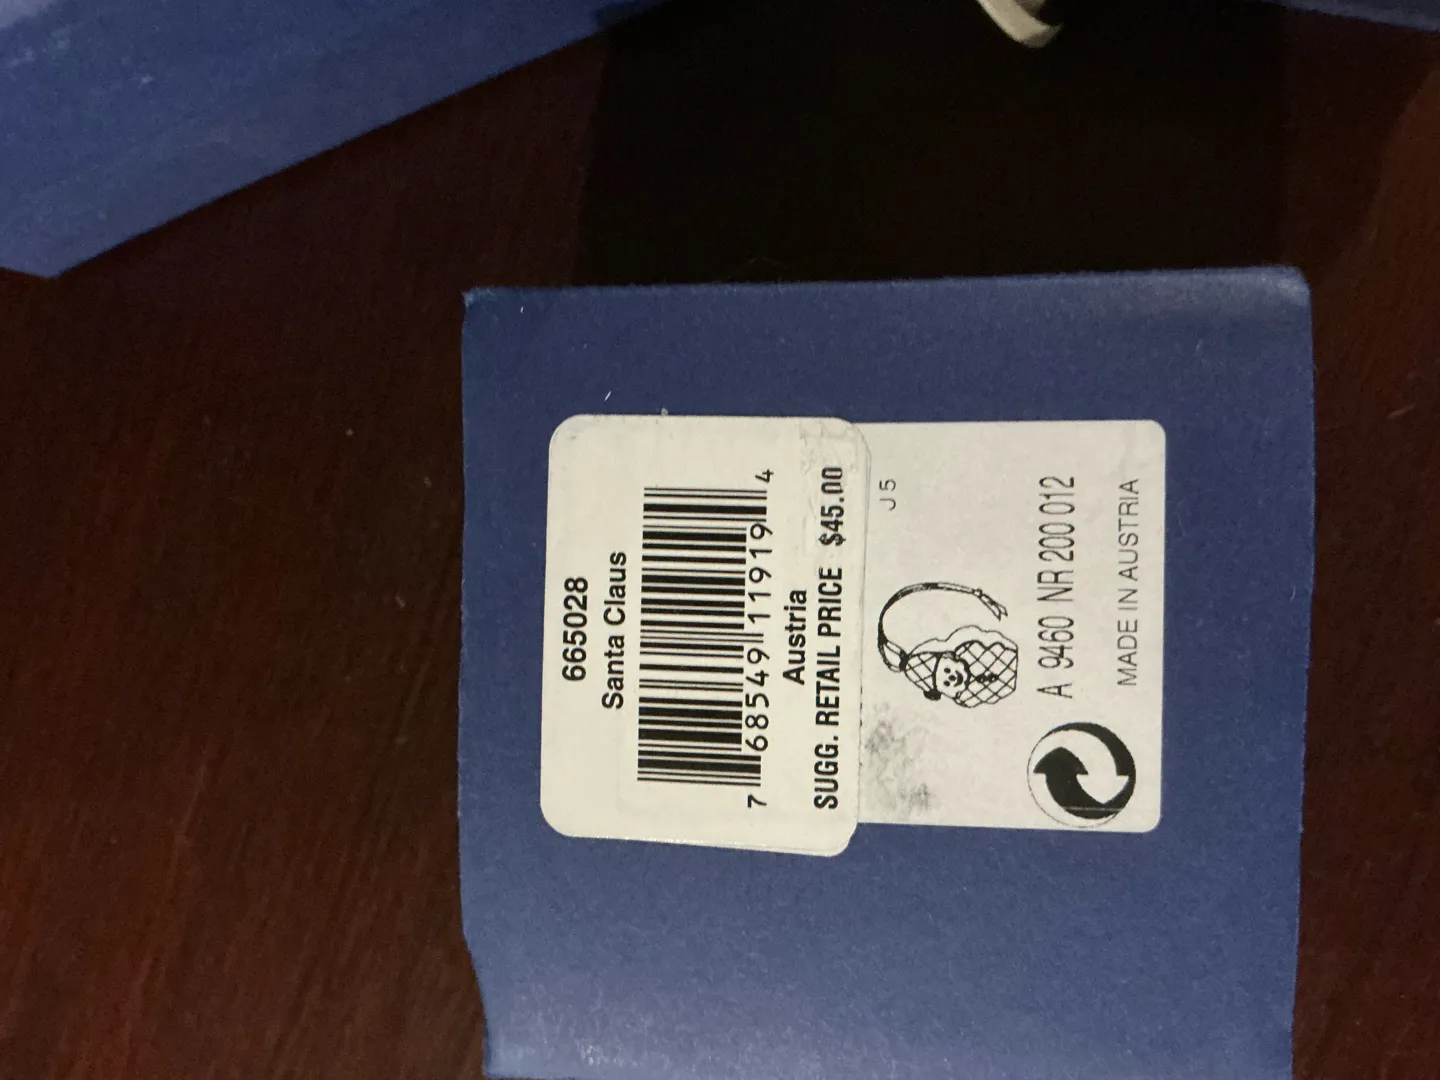 665028
Santa Claus
7 68549 11919 4
Austria
SUGG. RETAIL PRICE $45.00
J 5
A 9460 NR 200 012
MADE IN AUSTRIA